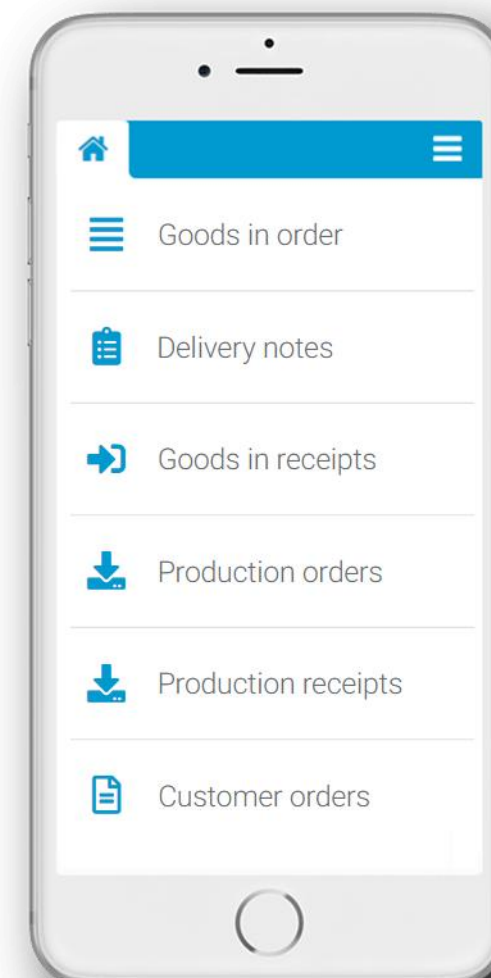 Goods in order
Delivery notes
Goods in receipts
Production orders
Production receipts
Customer orders